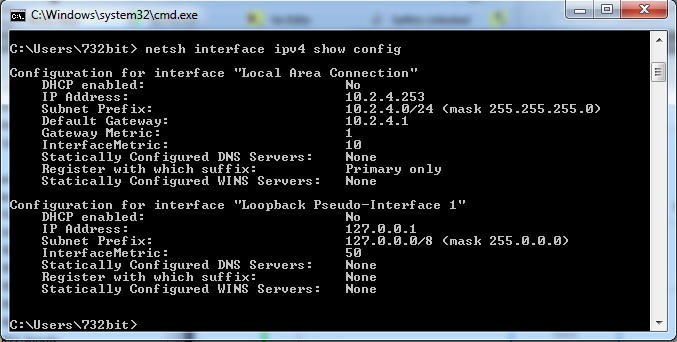 C:\Windows\system32\cmd.exe
C:\Users\732bit> netsh interface ipv4 show config
Configuration for interface "Local Area Connection"
DHCP enabled: No
IP Address: 10.2.4.253
Subnet Prefix: 10.2.4.0/24 (mask 255.255.255.0)
Default Gateway: 10.2.4.1
Gateway Metric: 1
InterfaceMetric: 10
Statically Configured DNS Servers: None
Register with which suffix: Primary only
Statically Configured WINS Servers: None
Configuration for interface "Loopback Pseudo-Interface 1"
DHCP enabled: No
IP Address: 127.0.0.1
Subnet Prefix: 127.0.0.0/8 (mask 255.0.0.0)
InterfaceMetric: 50
Statically Configured DNS Servers: None
Register with which suffix: None
Statically Configured WINS Servers: None
C:\Users\732bit>